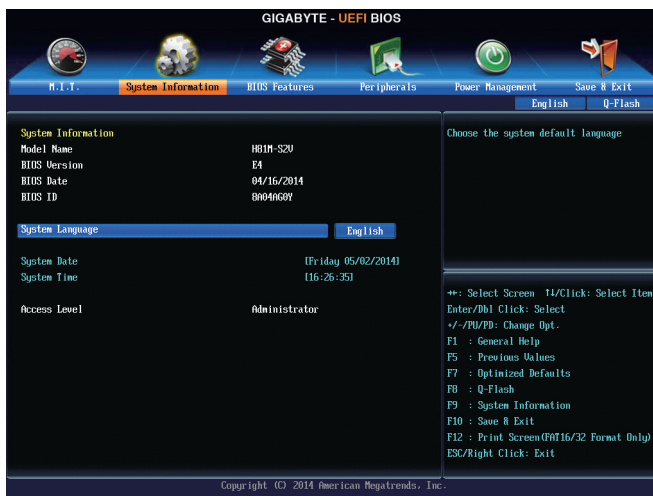 GIGABYTE - UEFI BIOS
M.I.T. System Information BIOS Features Peripherals Power Management Save & Exit
English Q-Flash
System Information
Model Name H81M-S2V
BIOS Version E4
BIOS Date 04/16/2014
BIOS ID 8A04AG0Y
System Language English
System Date [Friday 05/02/2014]
System Time [16:26:35]
Access Level Administrator
Choose the system default language
→←: Select Screen ↑↓/Click: Select Item
Enter/Dbl Click: Select
+/-/PU/PD: Change Opt.
F1 : General Help
F5 : Previous Values
F7 : Optimized Defaults
F8 : Q-Flash
F9 : System Information
F10 : Save & Exit
F12 : Print Screen(FAT16/32 Format Only)
ESC/Right Click: Exit
Copyright (C) 2014 American Megatrends, Inc.